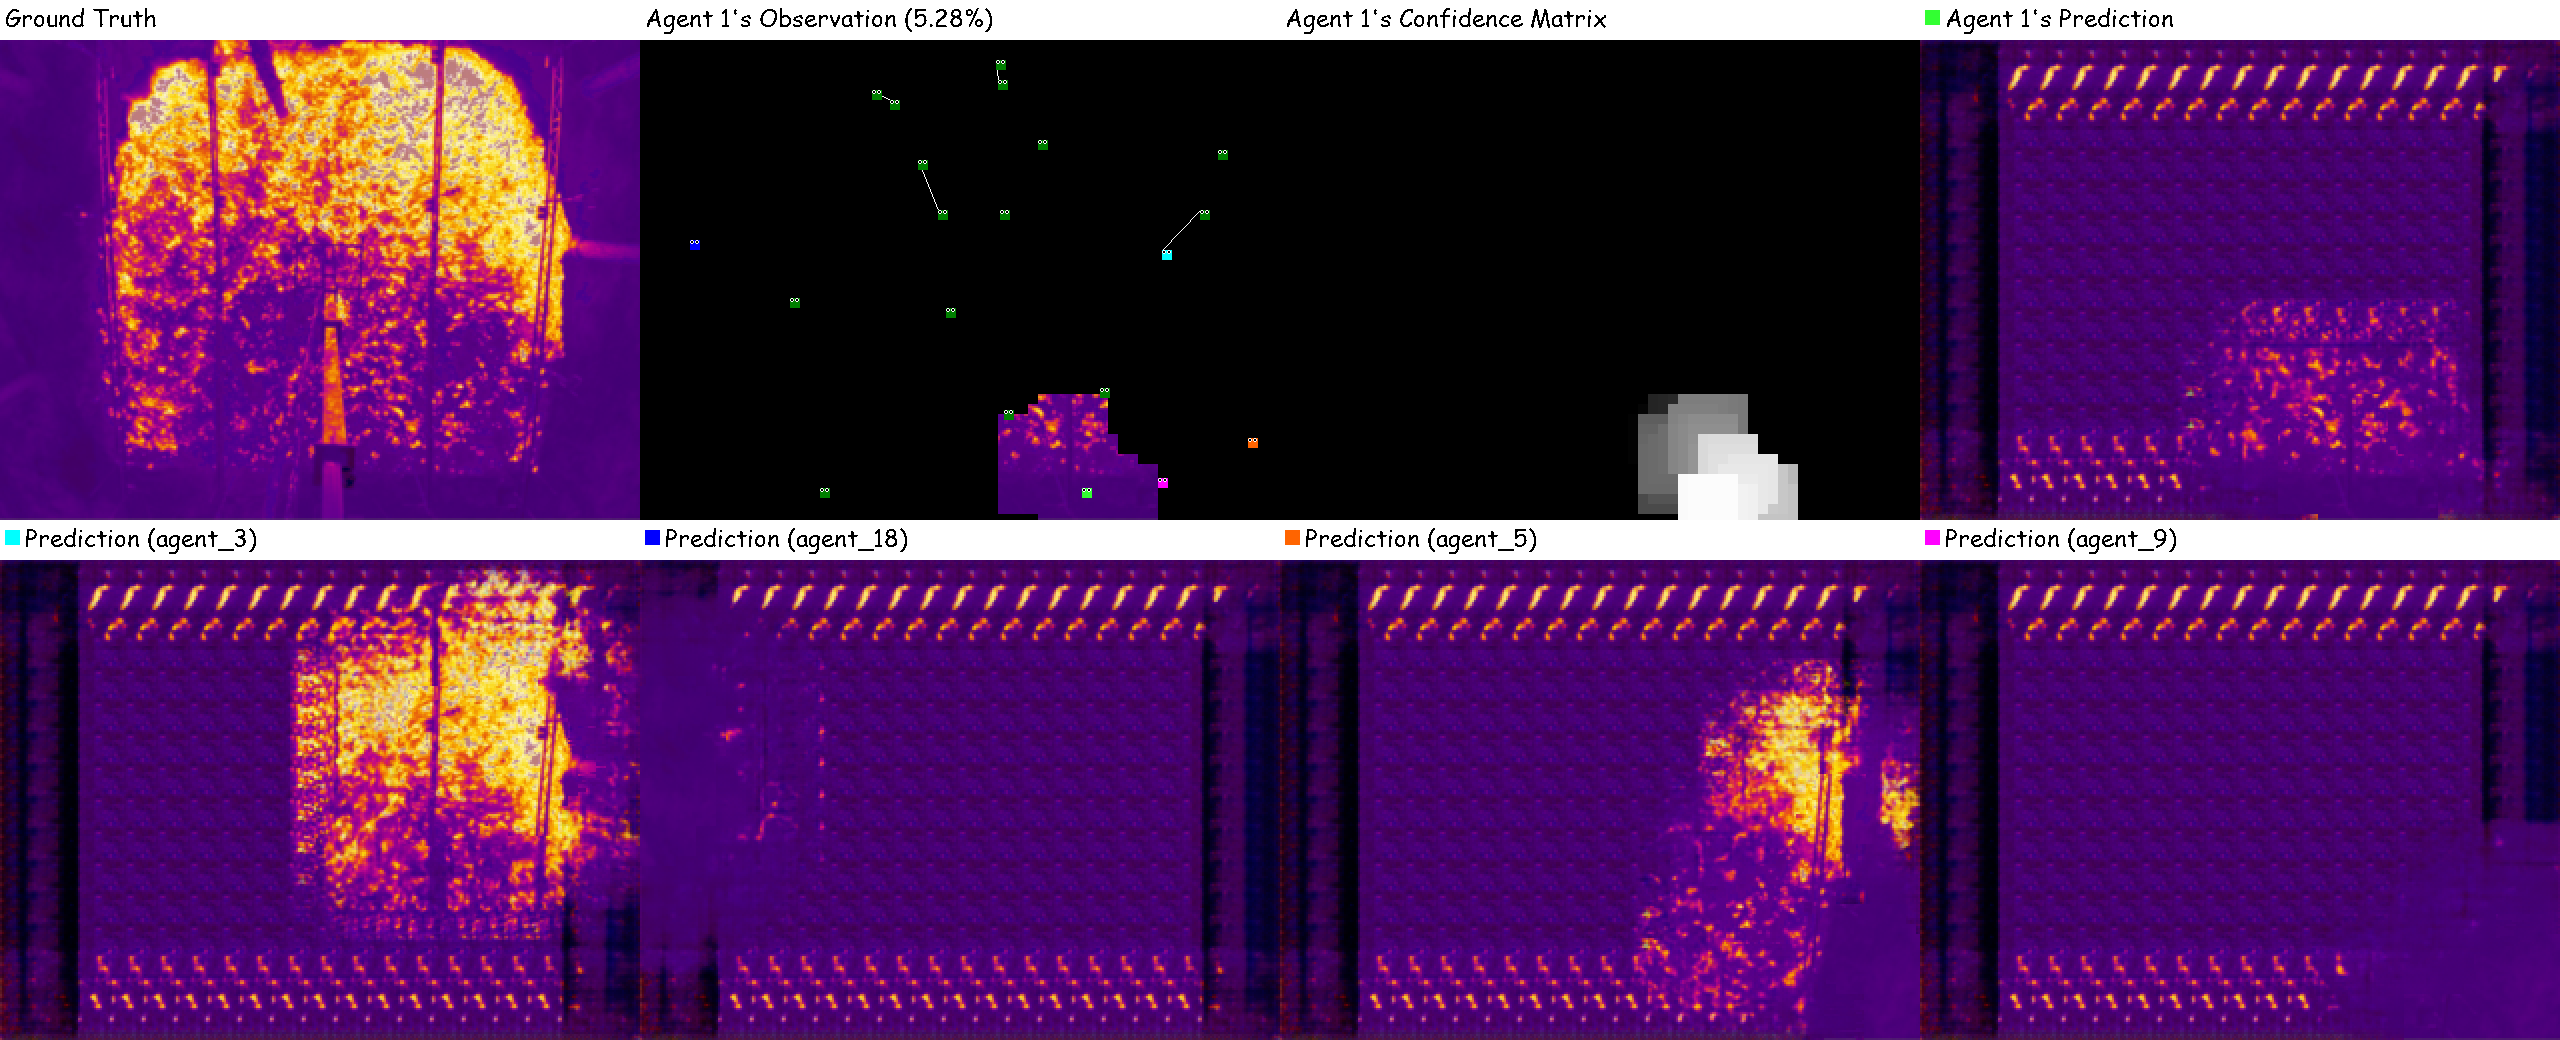 Ground Truth
Agent 1's Observation (5.28%)
Agent 1's Confidence Matrix
Agent 1's Prediction
Prediction (agent_3)
Prediction (agent_18)
Prediction (agent_5)
Prediction (agent_9)